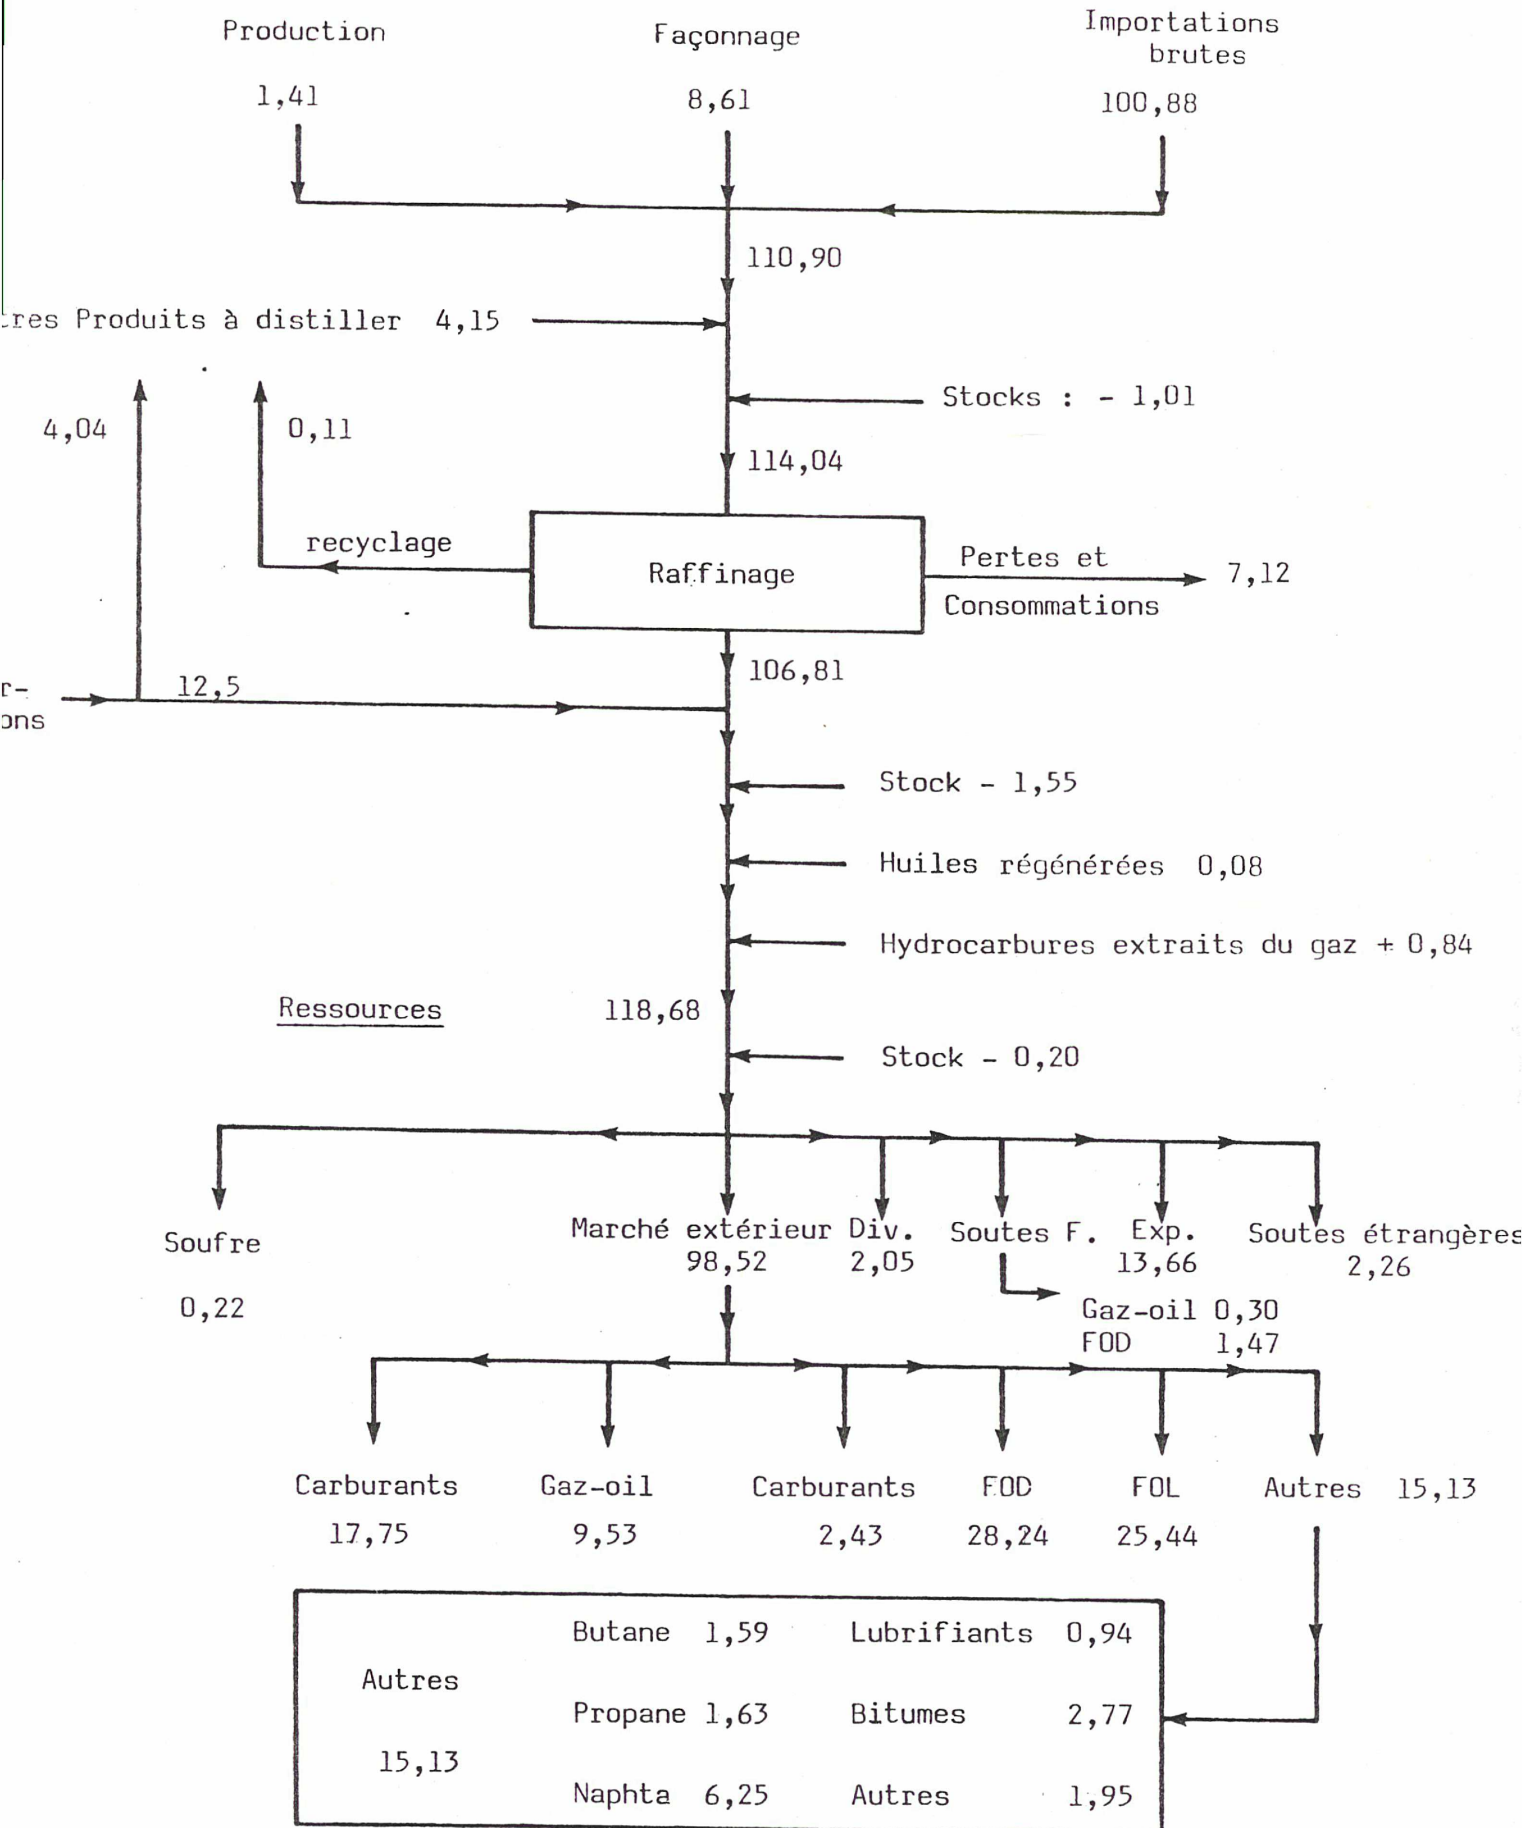 Production Façonnage Importations
brutes
1,41 8,61 100,88
110,90
tres Produits à distiller 4,15
Stocks : - 1,01
4,04 0,11
114,04
recyclage
Raffinage
Pertes et
Consommations
7,12
106,81
r-
ons
12,5
Stock - 1,55
Huiles régénérées 0,08
Hydrocarbures extraits du gaz + 0,84
Ressources 118,68
Stock - 0,20
Soufre
0,22
Marché extérieur
98,52
Div.
2,05
Soutes F.
Gaz-oil 0,30
FOD 1,47
Exp.
13,66
Soutes étrangères
2,26
Carburants Gaz-oil Carburants FOD FOL Autres 15,13
17,75 9,53 2,43 28,24 25,44
Autres
15,13
Butane 1,59 Lubrifiants 0,94
Propane 1,63 Bitumes 2,77
Naphta 6,25 Autres 1,95